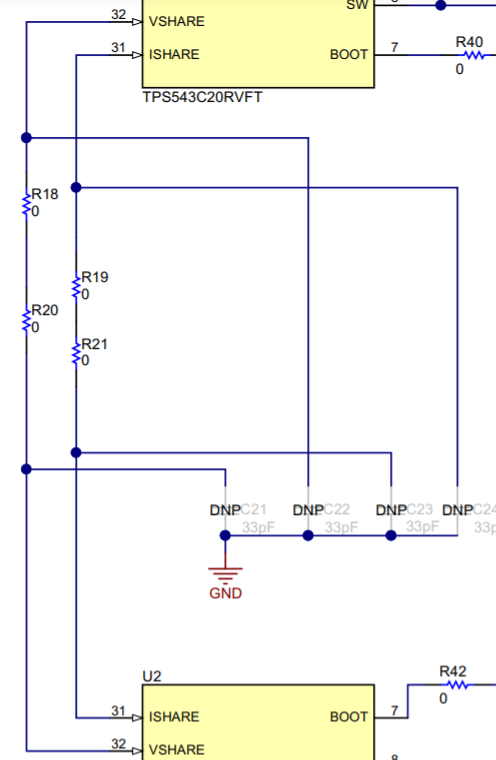 SW
32
VSHARE
31
ISHARE
BOOT
7
R40
0
TPS543C20RVFT
R18
0
R19
0
R20
0
R21
0
DNP C21
33pF
DNP C22
33pF
DNP C23
33pF
DNP C24
33p
GND
U2
R42
0
31
ISHARE
BOOT
7
32
VSHARE
8